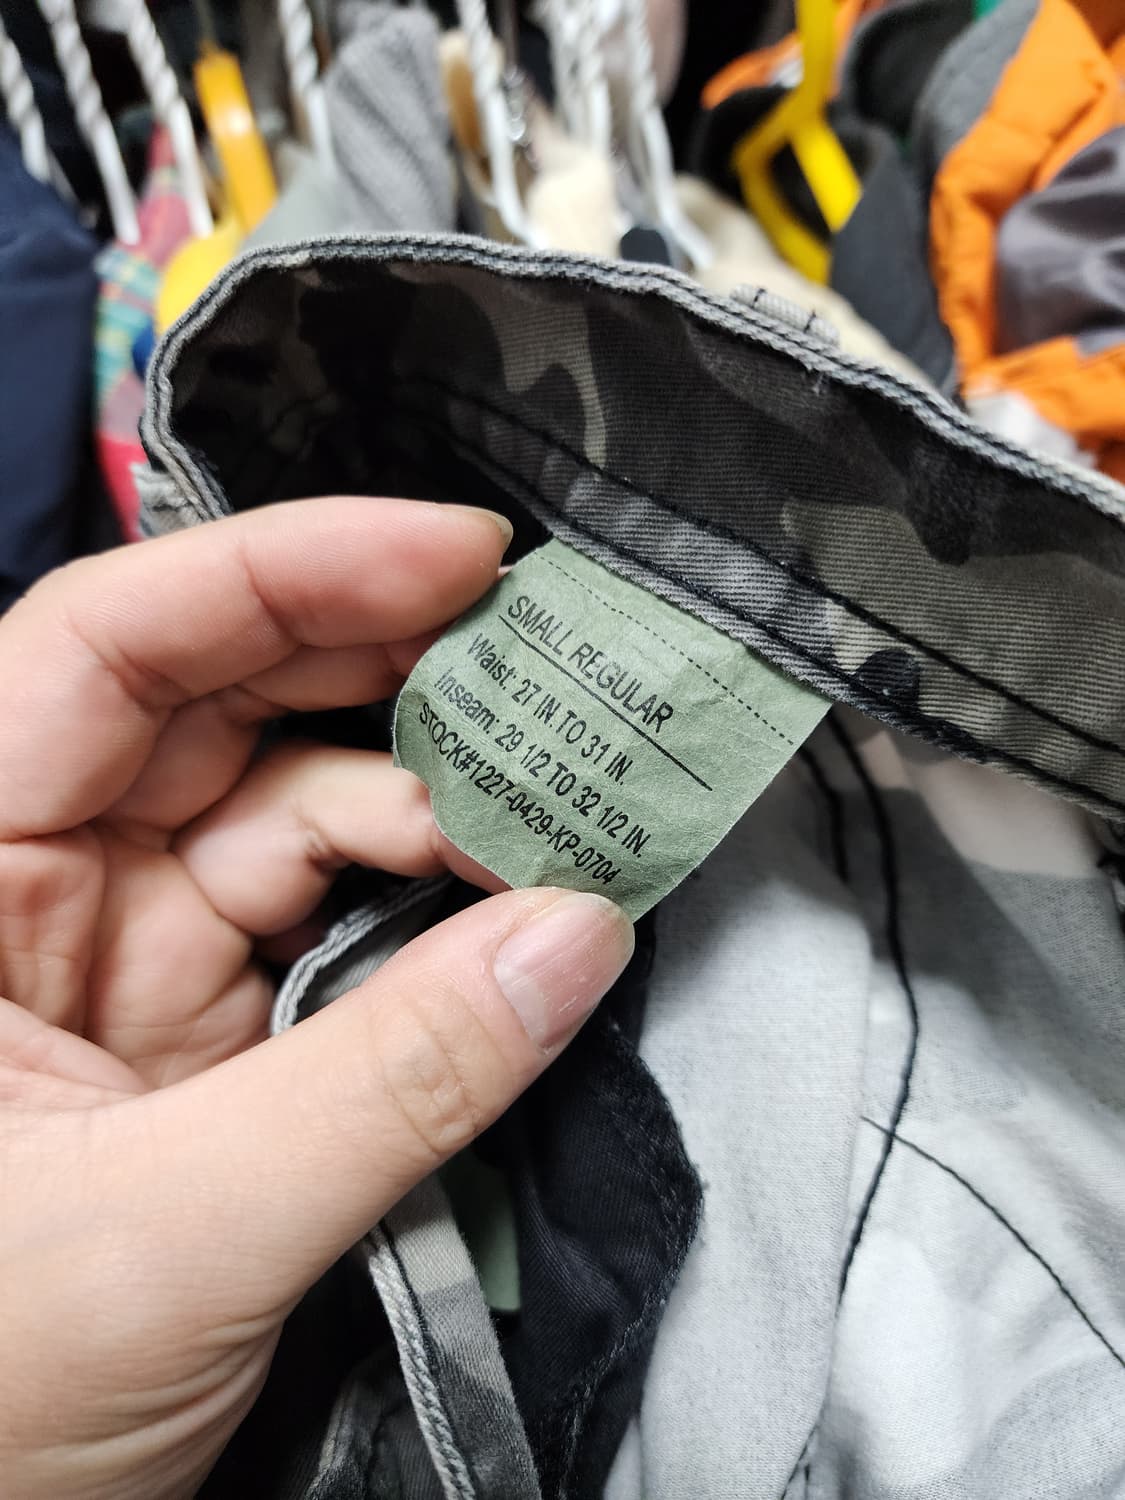 SMALL REGULAR
Waist: 27 IN TO 31 IN.
Inseam: 29 1/2 TO 32 1/2 IN.
STOCK#1227-0429-KP-0704